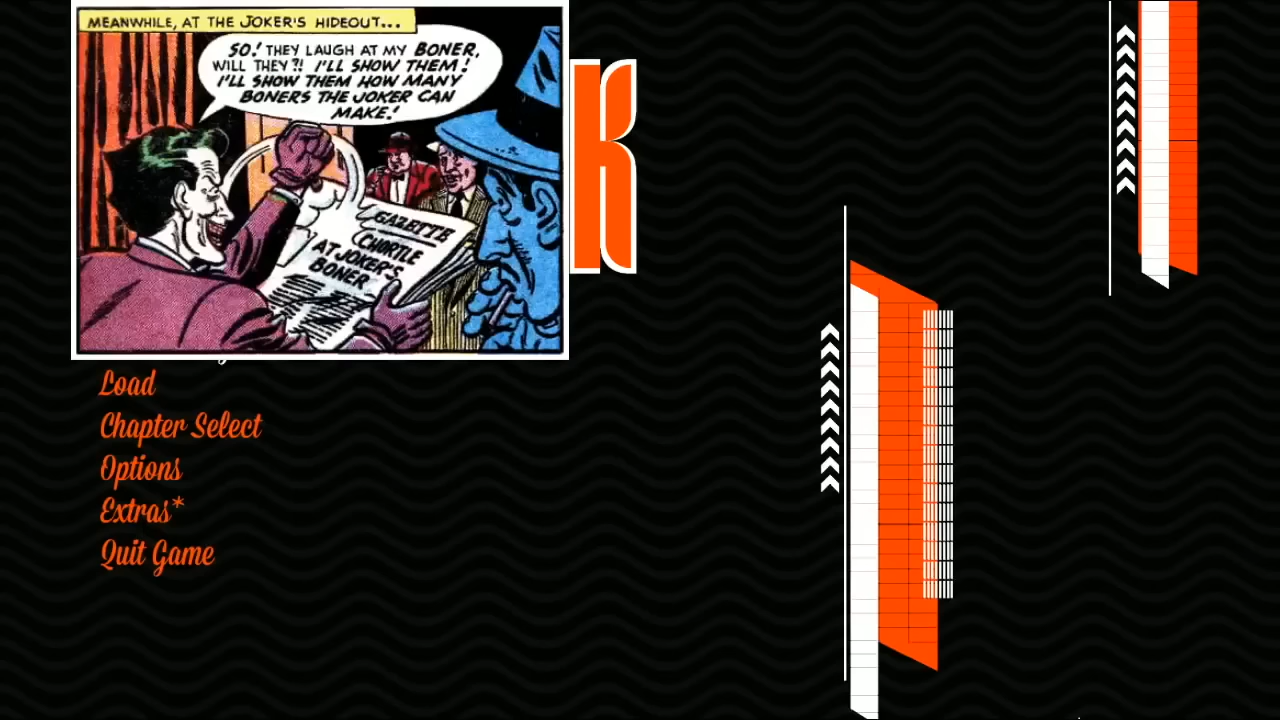 MEANWHILE, AT THE JOKER'S HIDEOUT...
SO! THEY LAUGH AT MY BONER,
WILL THEY?! I'LL SHOW THEM!
I'LL SHOW THEM HOW MANY
BONERS THE JOKER CAN
MAKE!
GAZETTE
CHORTLE
AT JOKER'S
BONER
K
Load
Chapter Select
Options
Extras*
Quit Game